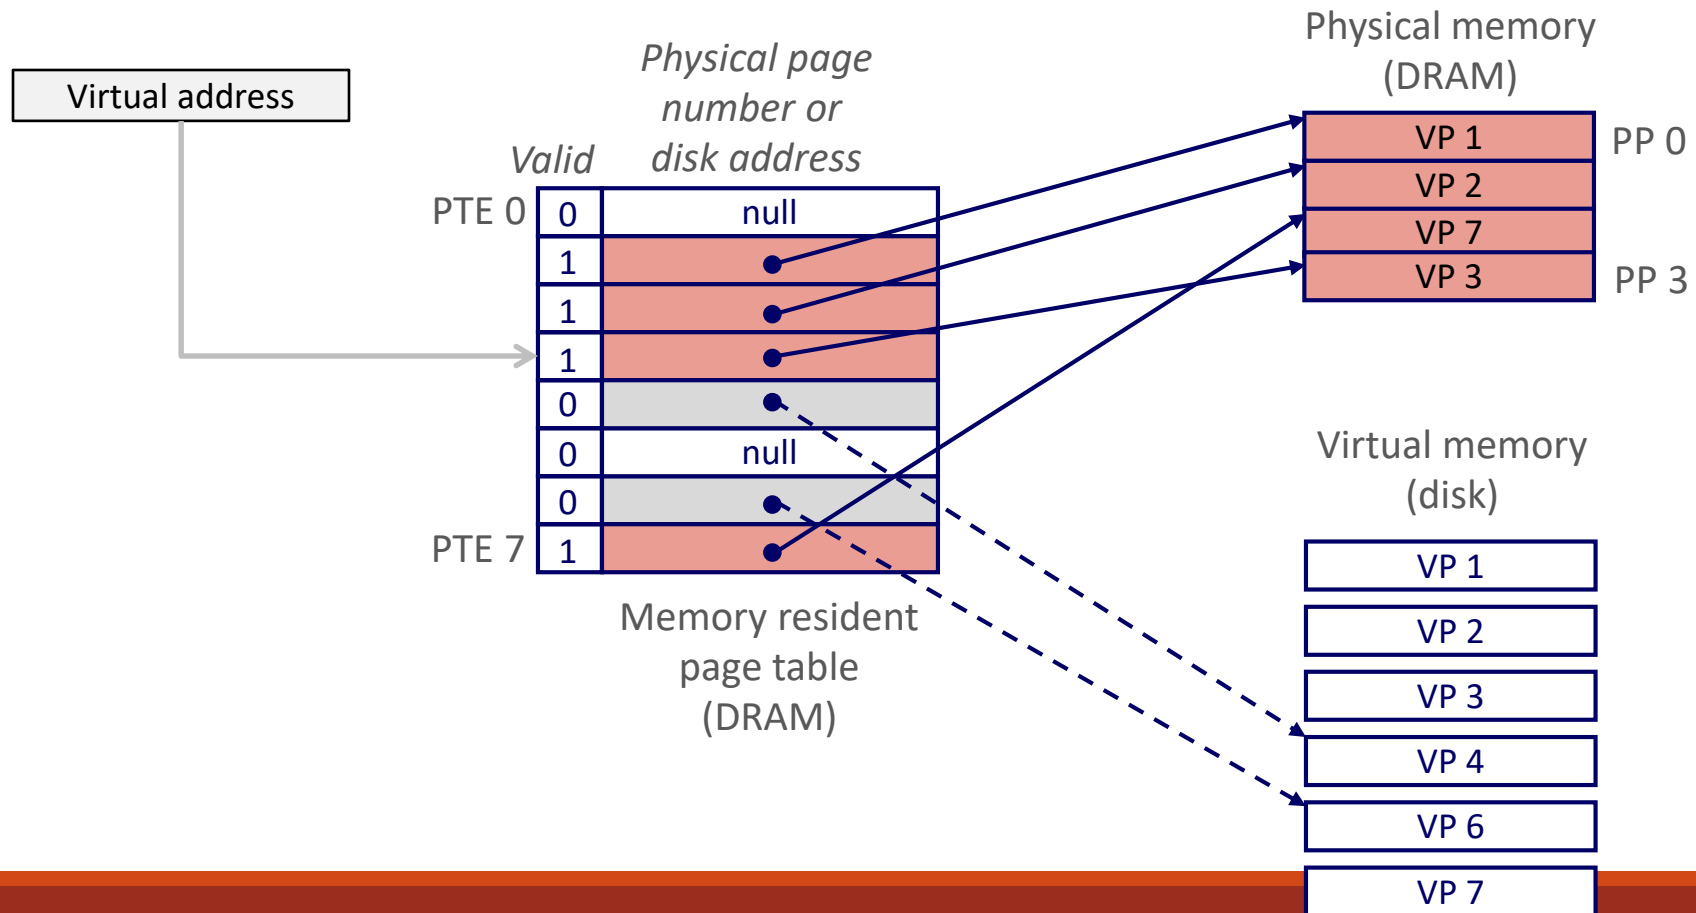 Virtual address
Physical page
number or
disk address
Valid
PTE 0
0
null
1
1
1
0
0
null
0
PTE 7
1
Memory resident
page table
(DRAM)
Physical memory
(DRAM)
VP 1
PP 0
VP 2
VP 7
VP 3
PP 3
Virtual memory
(disk)
VP 1
VP 2
VP 3
VP 4
VP 6
VP 7